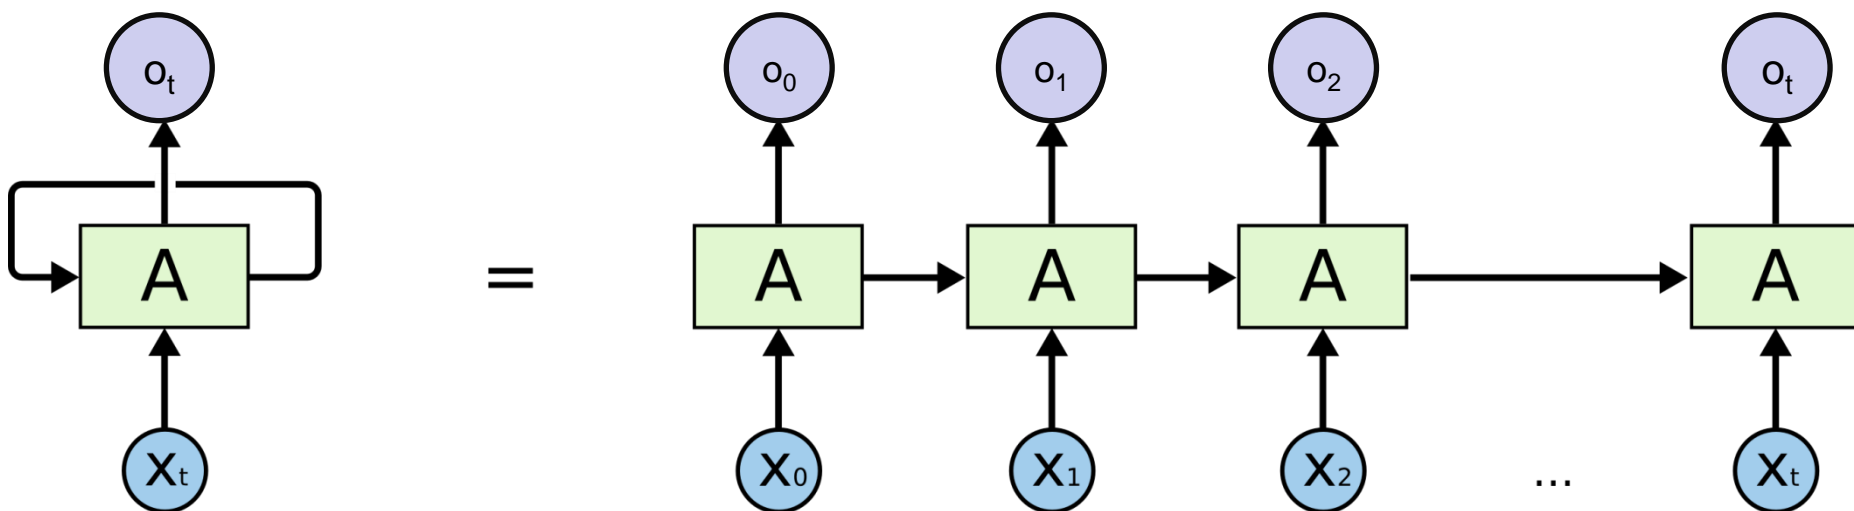 oₜ o₀ o₁ o₂ oₜ
A = A A A A
Xₜ X₀ X₁ X₂ ... Xₜ